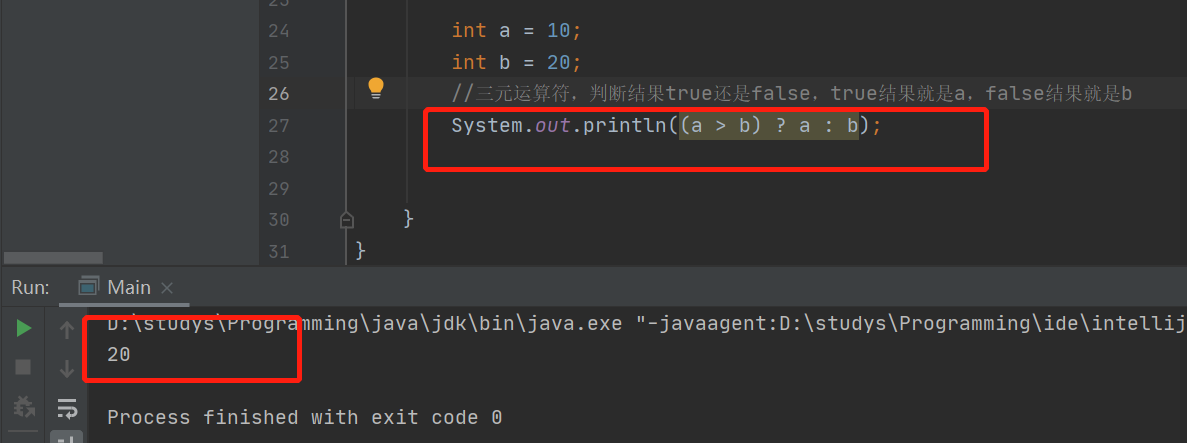 23
24 int a = 10;
25 int b = 20;
26 //三元运算符，判断结果true还是false，true结果就是a，false结果就是b
27 System.out.println((a > b) ? a : b);
28
29
30 }
31 }
Run: Main
D:\studys\Programming\java\jdk\bin\java.exe "-javaagent:D:\studys\Programming\ide\intellij
20
Process finished with exit code 0